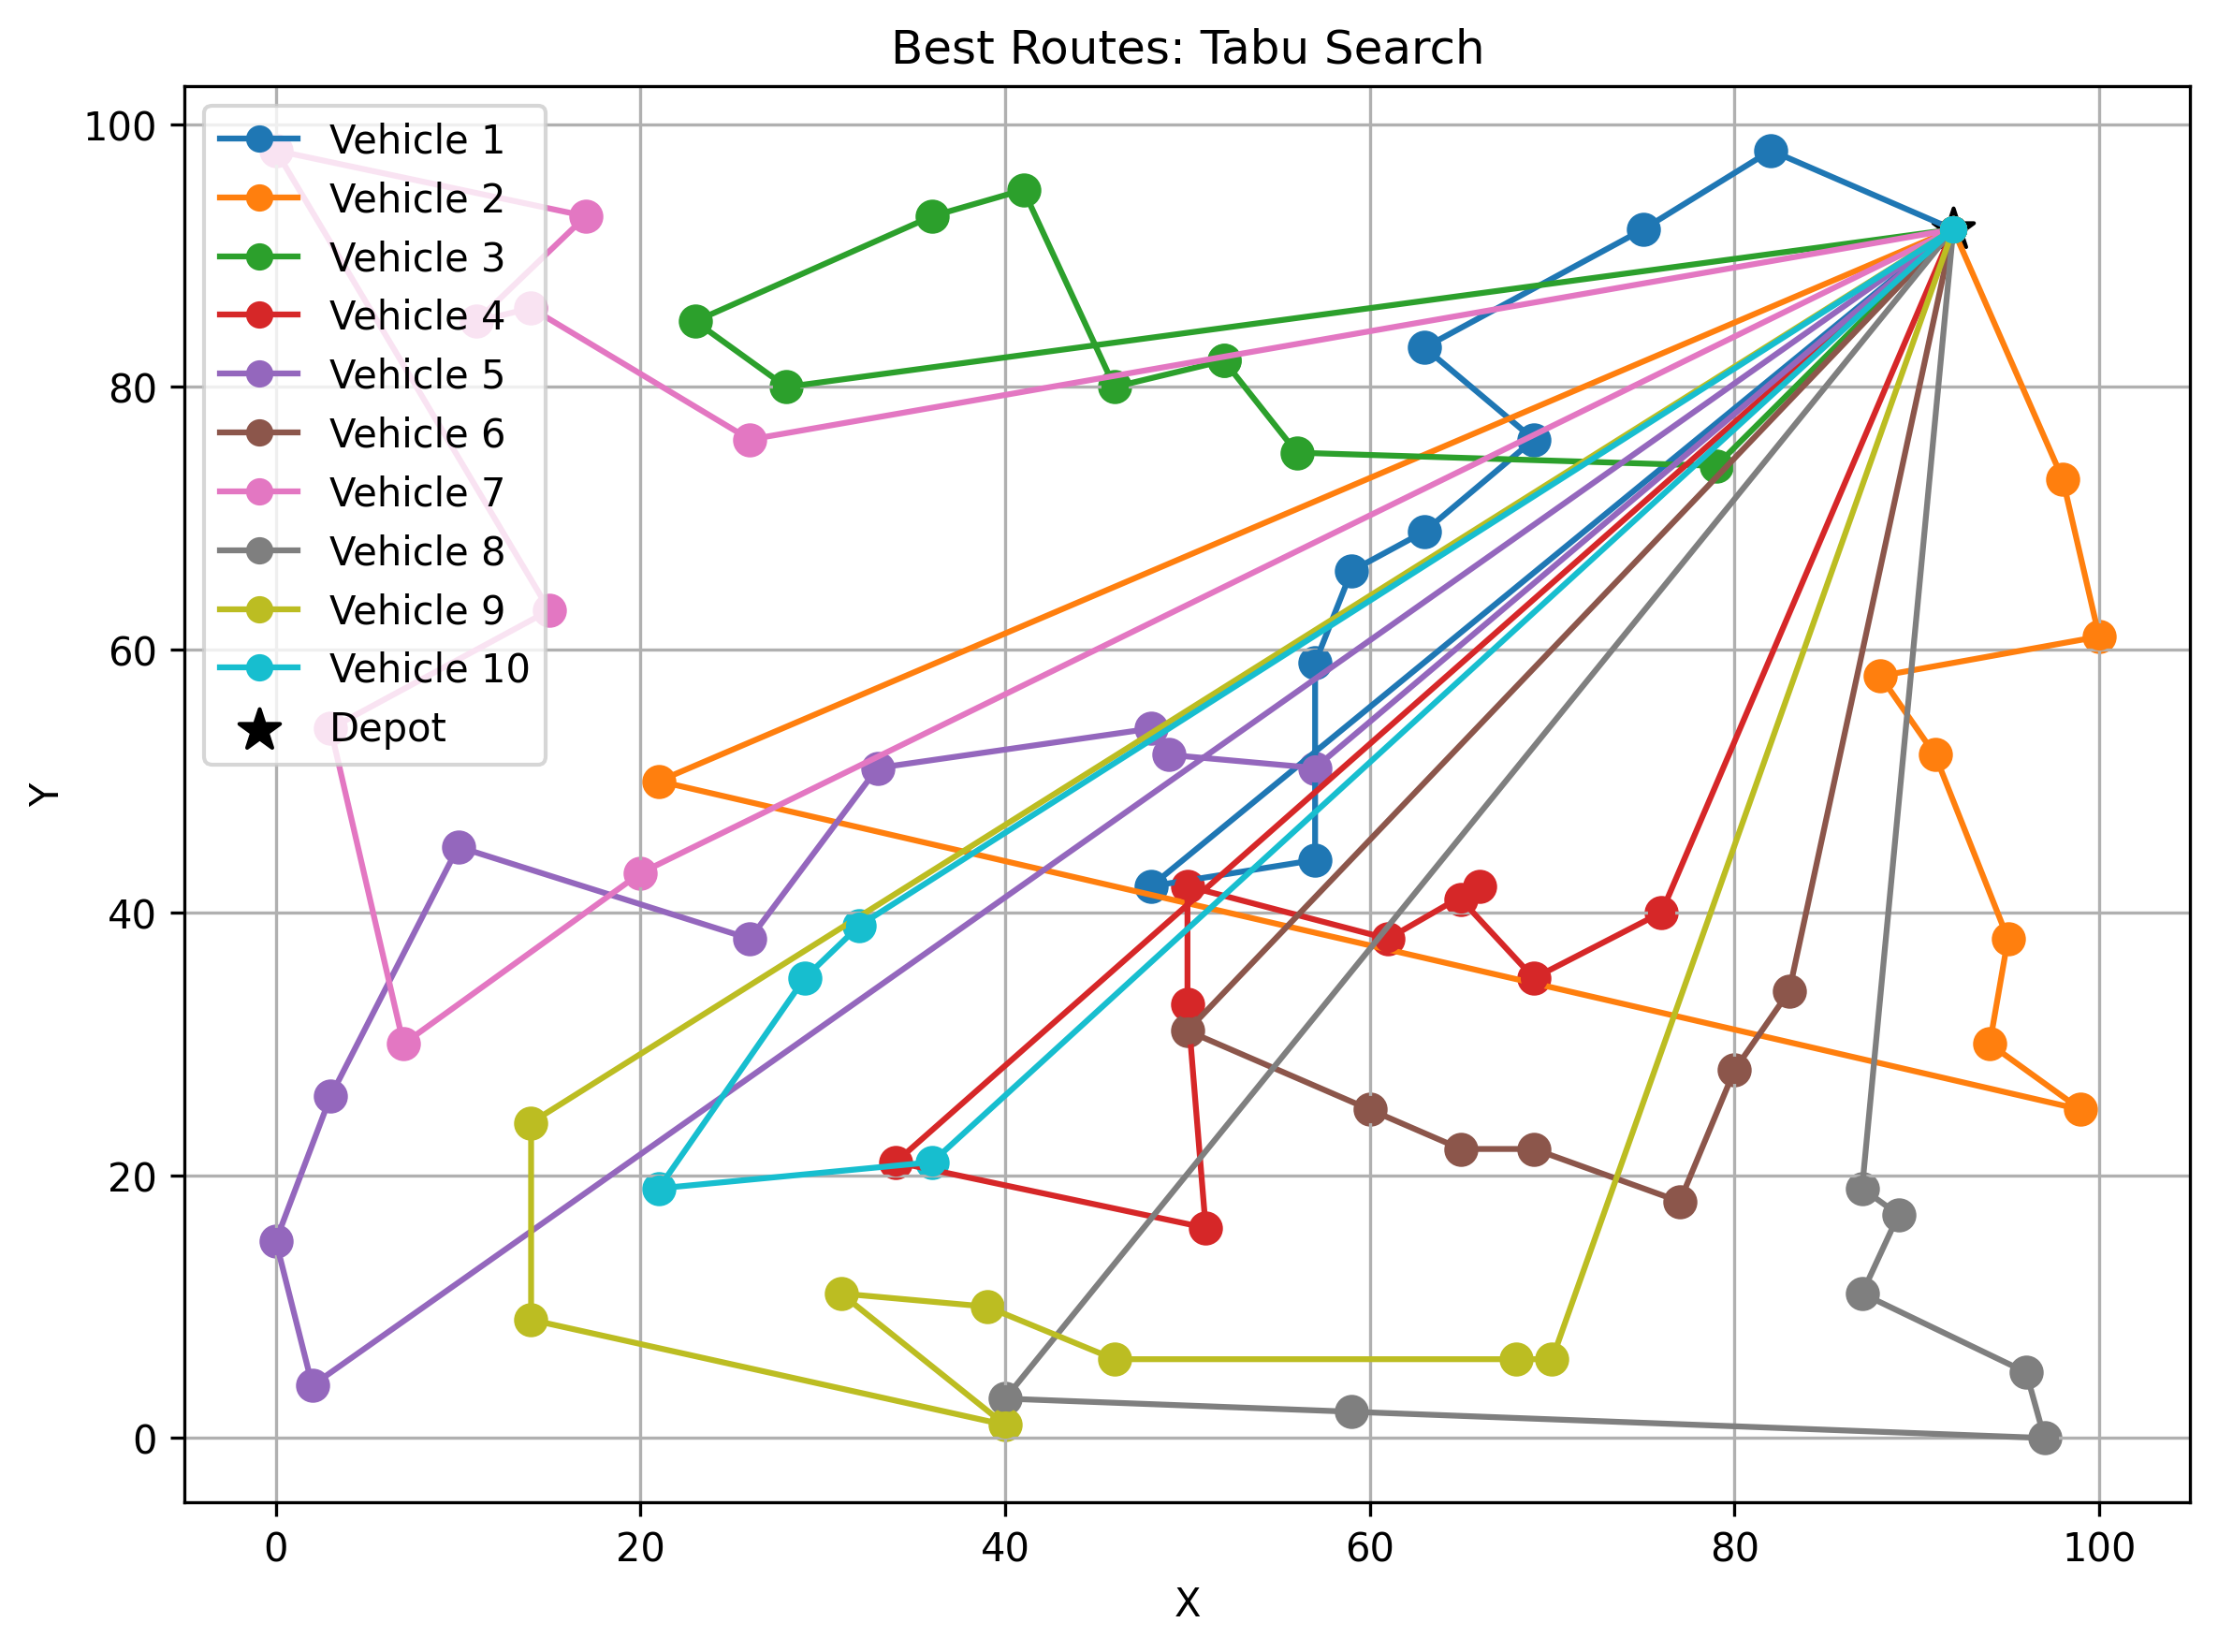 Best Routes: Tabu Search
Vehicle 1
Vehicle 2
Vehicle 3
Vehicle 4
Vehicle 5
Vehicle 6
Vehicle 7
Vehicle 8
Vehicle 9
Vehicle 10
Depot
100
80
60
40
20
0
Y
0 20 40 60 80 100
X